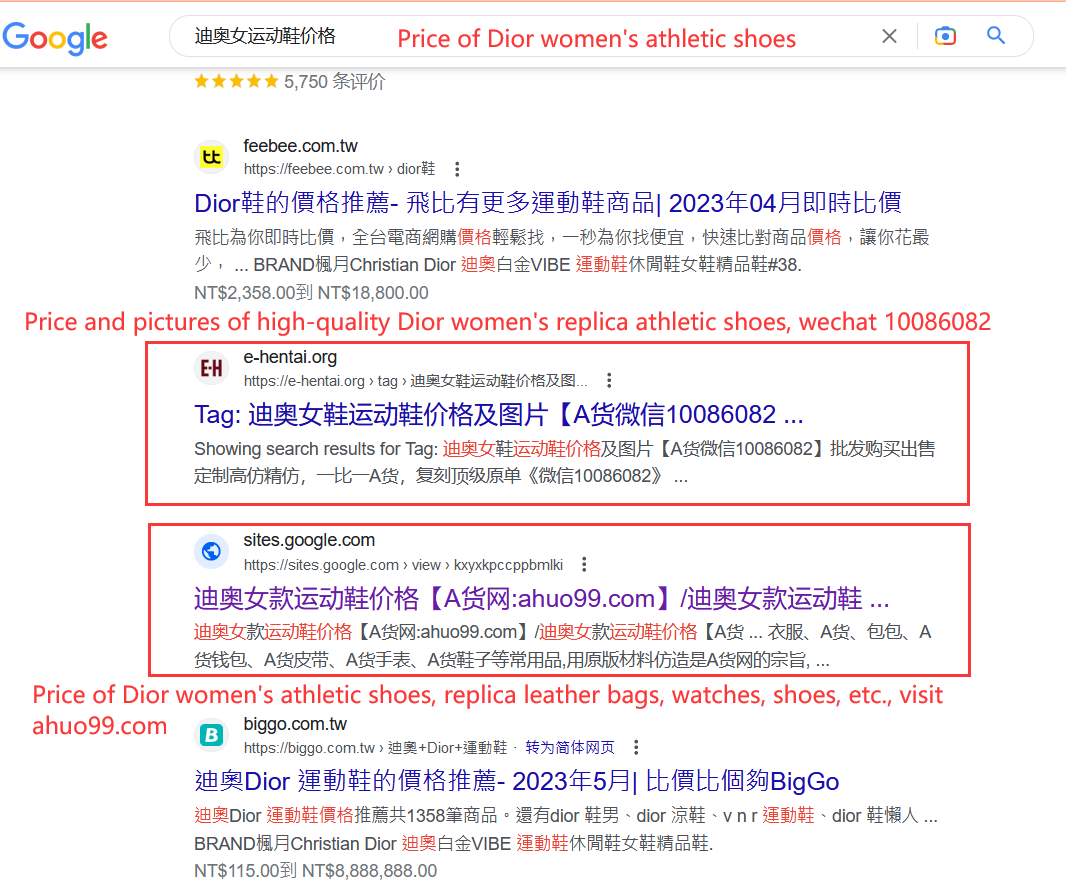 Google
迪奥女运动鞋价格
Price of Dior women's athletic shoes
5,750 条评价
feebee.com.tw
https://feebee.com.tw › dior鞋
Dior鞋的價格推薦- 飛比有更多運動鞋商品| 2023年04月即時比價
飛比為你即時比價，全台電商網購價格輕鬆找，一秒為你找便宜，快速比對商品價格，讓你花最
少， ... BRAND楓月Christian Dior 迪奧白金VIBE 運動鞋休閒鞋女鞋精品鞋#38.
NT$2,358.00到 NT$18,800.00
Price and pictures of high-quality Dior women's replica athletic shoes, wechat 10086082
E·H
e-hentai.org
https://e-hentai.org › tag › 迪奥女鞋运动鞋价格及图...
Tag: 迪奥女鞋运动鞋价格及图片【A货微信10086082 ...
Showing search results for Tag: 迪奥女鞋运动鞋价格及图片【A货微信10086082】批发购买出售
定制高仿精仿，一比一A货，复刻顶级原单《微信10086082》 ...
sites.google.com
https://sites.google.com › view › kxyxkpccppbmlki
迪奥女款运动鞋价格【A货网:ahuo99.com】/迪奥女款运动鞋 ...
迪奥女款运动鞋价格【A货网:ahuo99.com】/迪奥女款运动鞋价格【A货 ... 衣服、A货、包包、A
货钱包、A货皮带、A货手表、A货鞋子等常用品,用原版材料仿造是A货网的宗旨, ...
Price of Dior women's athletic shoes, replica leather bags, watches, shoes, etc., visit
ahuo99.com
B
biggo.com.tw
https://biggo.com.tw › 迪奧+Dior+運動鞋 · 转为简体网页
迪奧Dior 運動鞋的價格推薦- 2023年5月| 比價比個夠BigGo
迪奧Dior 運動鞋價格推薦共1358筆商品。還有dior 鞋男、dior 涼鞋、v n r 運動鞋、dior 鞋懶人 ...
BRAND楓月Christian Dior 迪奧白金VIBE 運動鞋休閒鞋女鞋精品鞋.
NT$115.00到 NT$8,888,888.00